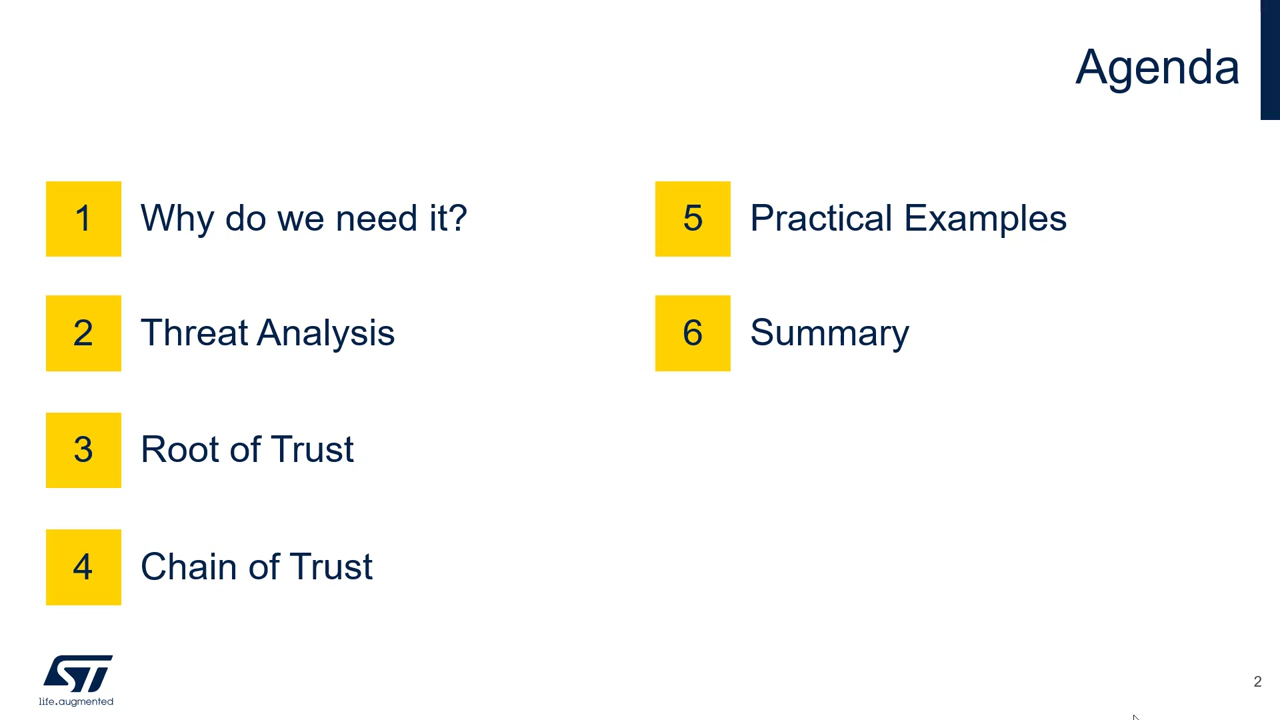 Agenda
1 Why do we need it?
2 Threat Analysis
3 Root of Trust
4 Chain of Trust
5 Practical Examples
6 Summary
ST
life.augmented
2